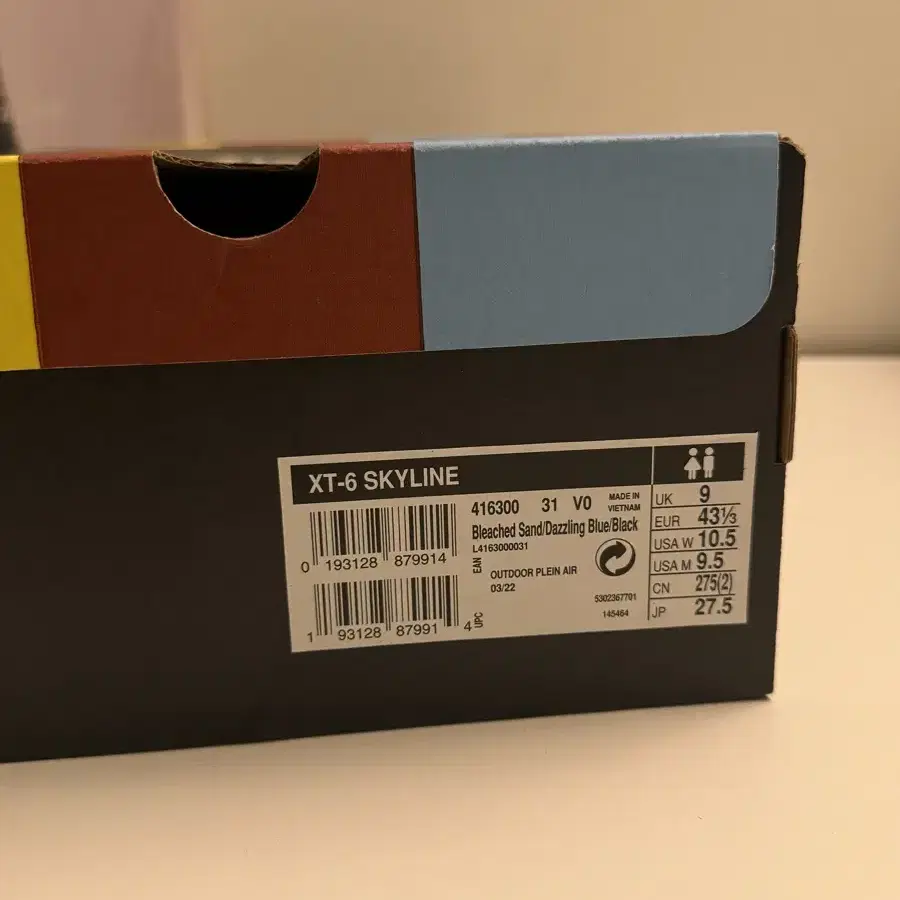 XT-6 SKYLINE
416300 31 V0
MADE IN
VIETNAM
Bleached Sand/Dazzling Blue/Black
L4163000031
EAN
0 193128 879914
OUTDOOR PLEIN AIR
03/22
5302367701
145464
UPC
1 93128 87991 4
UK 9
EUR 43⅓
USA W 10.5
USA M 9.5
CN 275(2)
JP 27.5